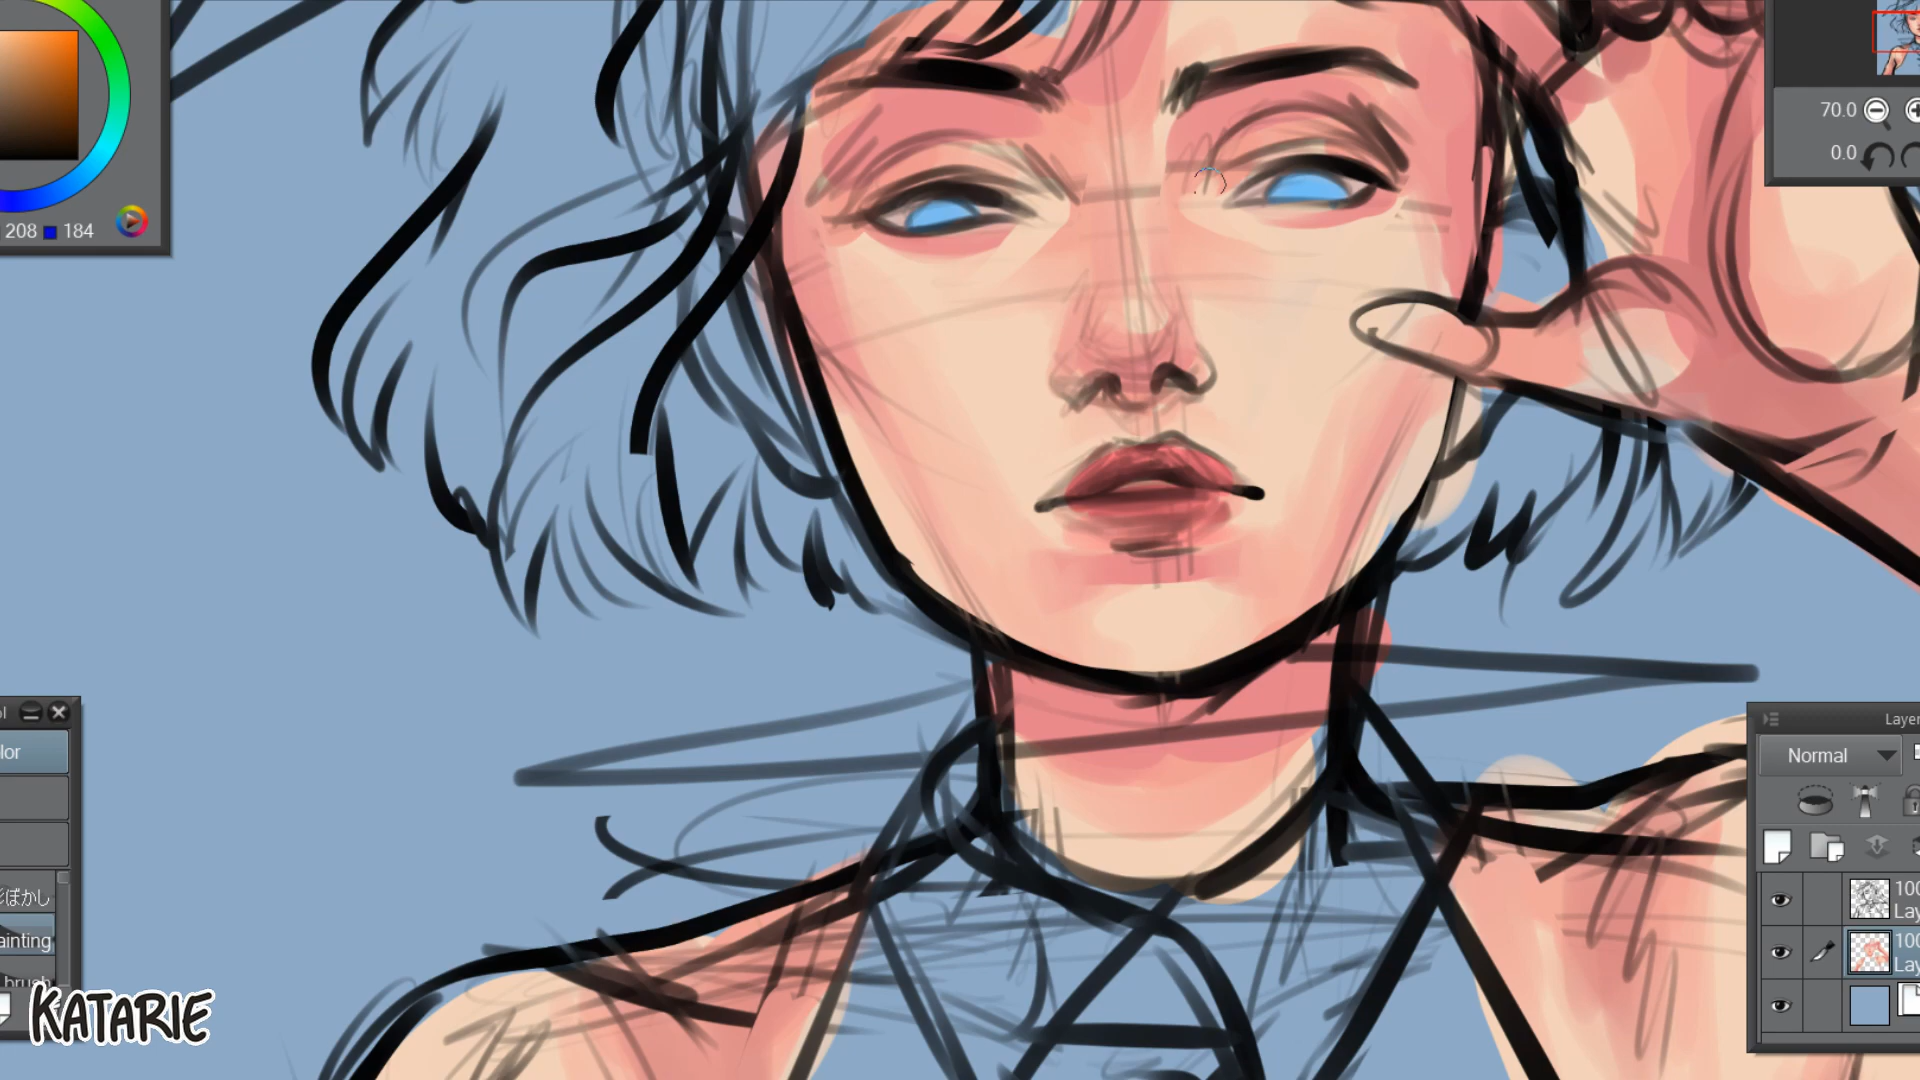 208 184
70.0
0.0
Layer
Normal
lor
ぼかし
ainting
brush
100
Lay
100
Lay
KATARIE